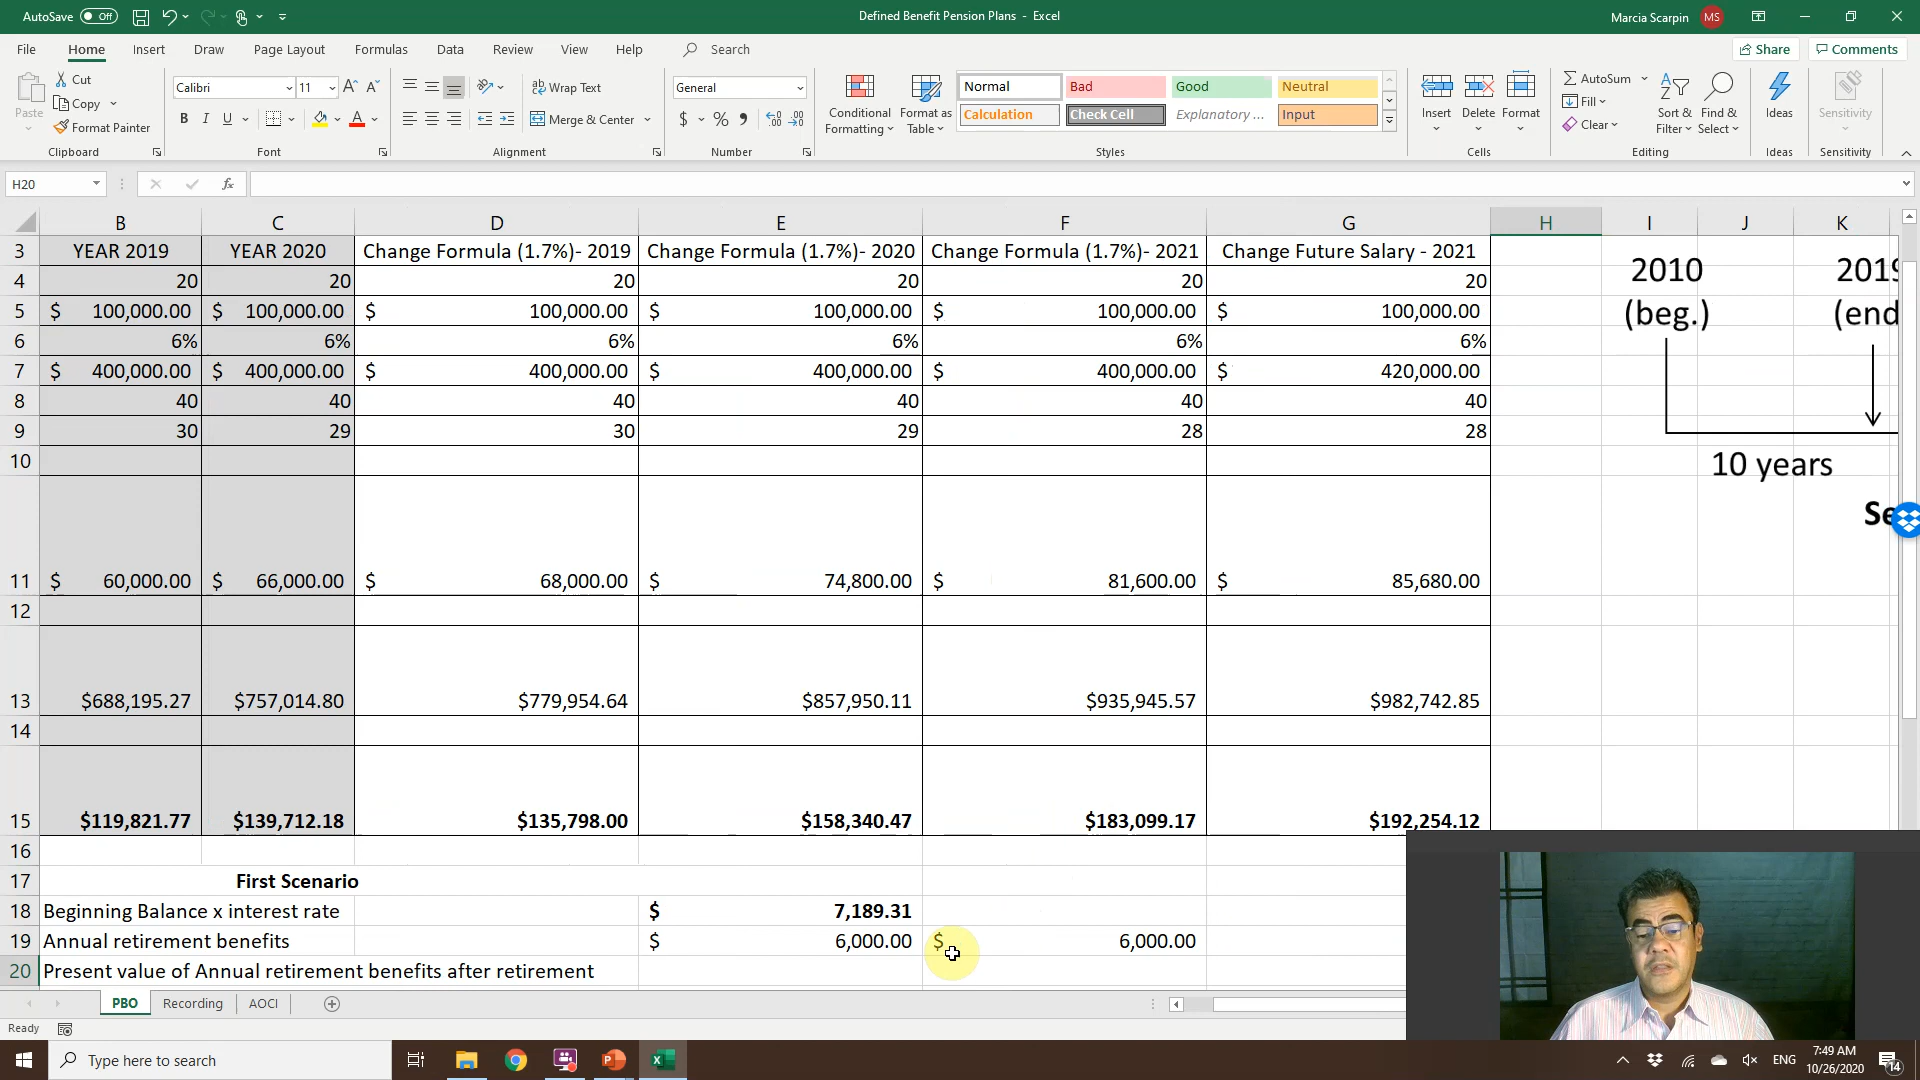 AutoSave Off Defined Benefit Pension Plans - Excel Marcia Scarpin MS
File Home Insert Draw Page Layout Formulas Data Review View Help Search Share Comments
Paste Cut Copy Format Painter Clipboard
Calibri 11 A^ A B I U A Font
Wrap Text Merge & Center Alignment
General $ % , Number
Conditional Formatting Format as Table
Normal Bad Good Neutral
Calculation Check Cell Explanatory ... Input
Styles
Insert Delete Format Cells
AutoSum Fill Clear Sort & Filter Find & Select Editing
Ideas Ideas
Sensitivity Sensitivity
H20 fx
B C D E F G H I J K
3 YEAR 2019 YEAR 2020 Change Formula (1.7%)- 2019 Change Formula (1.7%)- 2020 Change Formula (1.7%)- 2021 Change Future Salary - 2021
4 20 20 20 20 20 20
5 $ 100,000.00 $ 100,000.00 $ 100,000.00 $ 100,000.00 $ 100,000.00 $ 100,000.00
6 6% 6% 6% 6% 6% 6%
7 $ 400,000.00 $ 400,000.00 $ 400,000.00 $ 400,000.00 $ 400,000.00 $ 420,000.00
8 40 40 40 40 40 40
9 30 29 30 29 28 28
10
11 $ 60,000.00 $ 66,000.00 $ 68,000.00 $ 74,800.00 $ 81,600.00 $ 85,680.00
12
13 $688,195.27 $757,014.80 $779,954.64 $857,950.11 $935,945.57 $982,742.85
14
15 $119,821.77 $139,712.18 $135,798.00 $158,340.47 $183,099.17 $192,254.12
16
17 First Scenario
18 Beginning Balance x interest rate $ 7,189.31
19 Annual retirement benefits $ 6,000.00 $ 6,000.00
20 Present value of Annual retirement benefits after retirement
2010 2019
(beg.) (end
10 years
Se
PBO Recording AOCI
Ready
Type here to search ENG 7:49 AM
10/26/2020 14